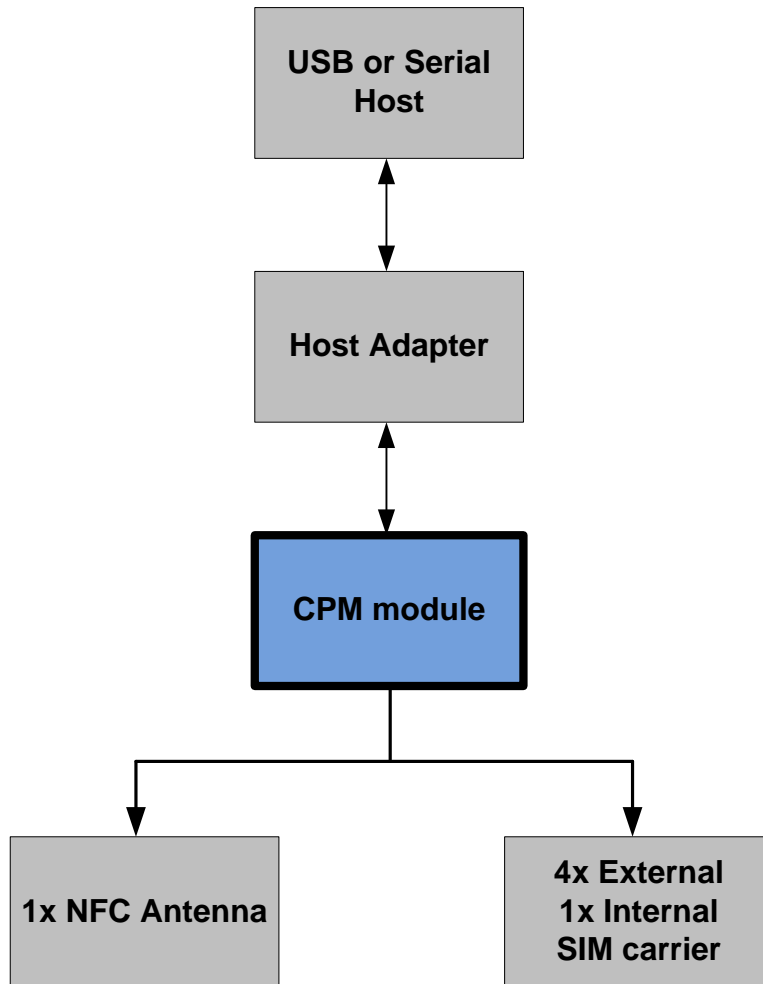 USB or Serial
Host
Host Adapter
CPM module
1x NFC Antenna
4x External
1x Internal
SIM carrier